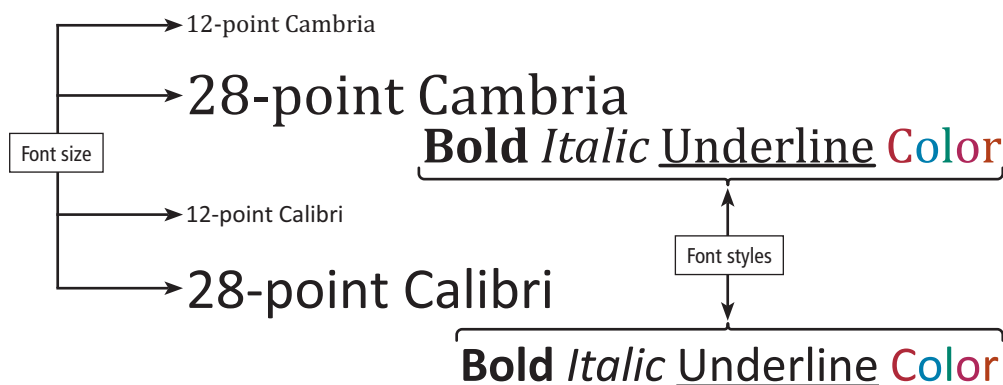 12-point Cambria
28-point Cambria
Bold Italic Underline Color
Font size
12-point Calibri
Font styles
28-point Calibri
Bold Italic Underline Color